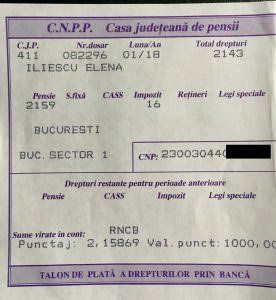 C.N.P.P. Casa județeană de pensii
C.J.P. Nr.dosar Luna/An Total drepturi
411 082296 01/18 2143
ILIESCU ELENA
Pensie S.fixă CASS Impozit Rețineri Legi speciale
2159 16
BUCURESTI
BUC. SECTOR 1
CNP: 230030440
Drepturi restante pentru perioade anterioare
Pensie CASS Impozit Legi speciale
RNCB
Sume virate in cont:
Punctaj: 2,15869 Val. punct: 1000,00
TALON DE PLATĂ A DREPTURILOR PRIN BANCĂ